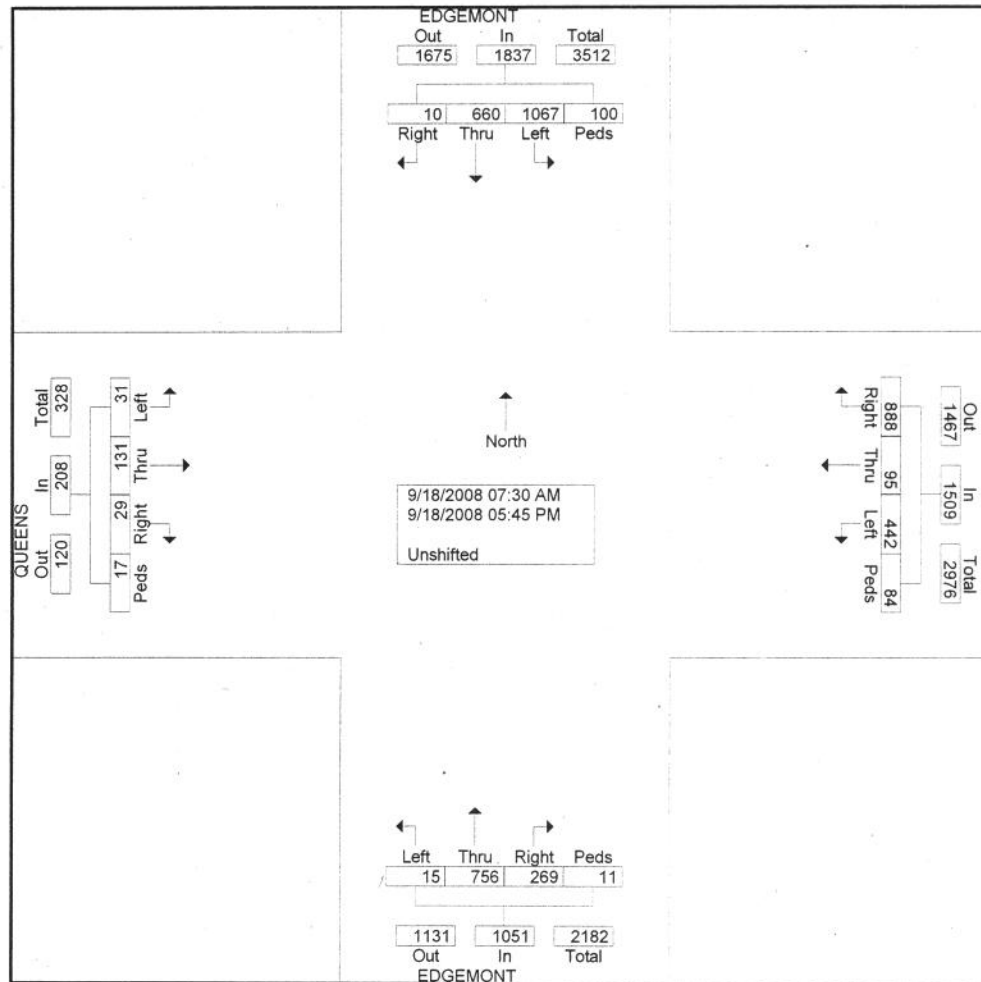 EDGEMONT
Out In Total
1675 1837 3512
10 660 1067 100
Right Thru Left Peds
Total 328
In 208
Out 120
QUEENS
31 Left
131 Thru
29 Right
17 Peds
North
9/18/2008 07:30 AM
9/18/2008 05:45 PM
Unshifted
Right 888
Thru 95
Left 442
Peds 84
Out 1467
In 1509
Total 2976
Left Thru Right Peds
15 756 269 11
1131 1051 2182
Out In Total
EDGEMONT